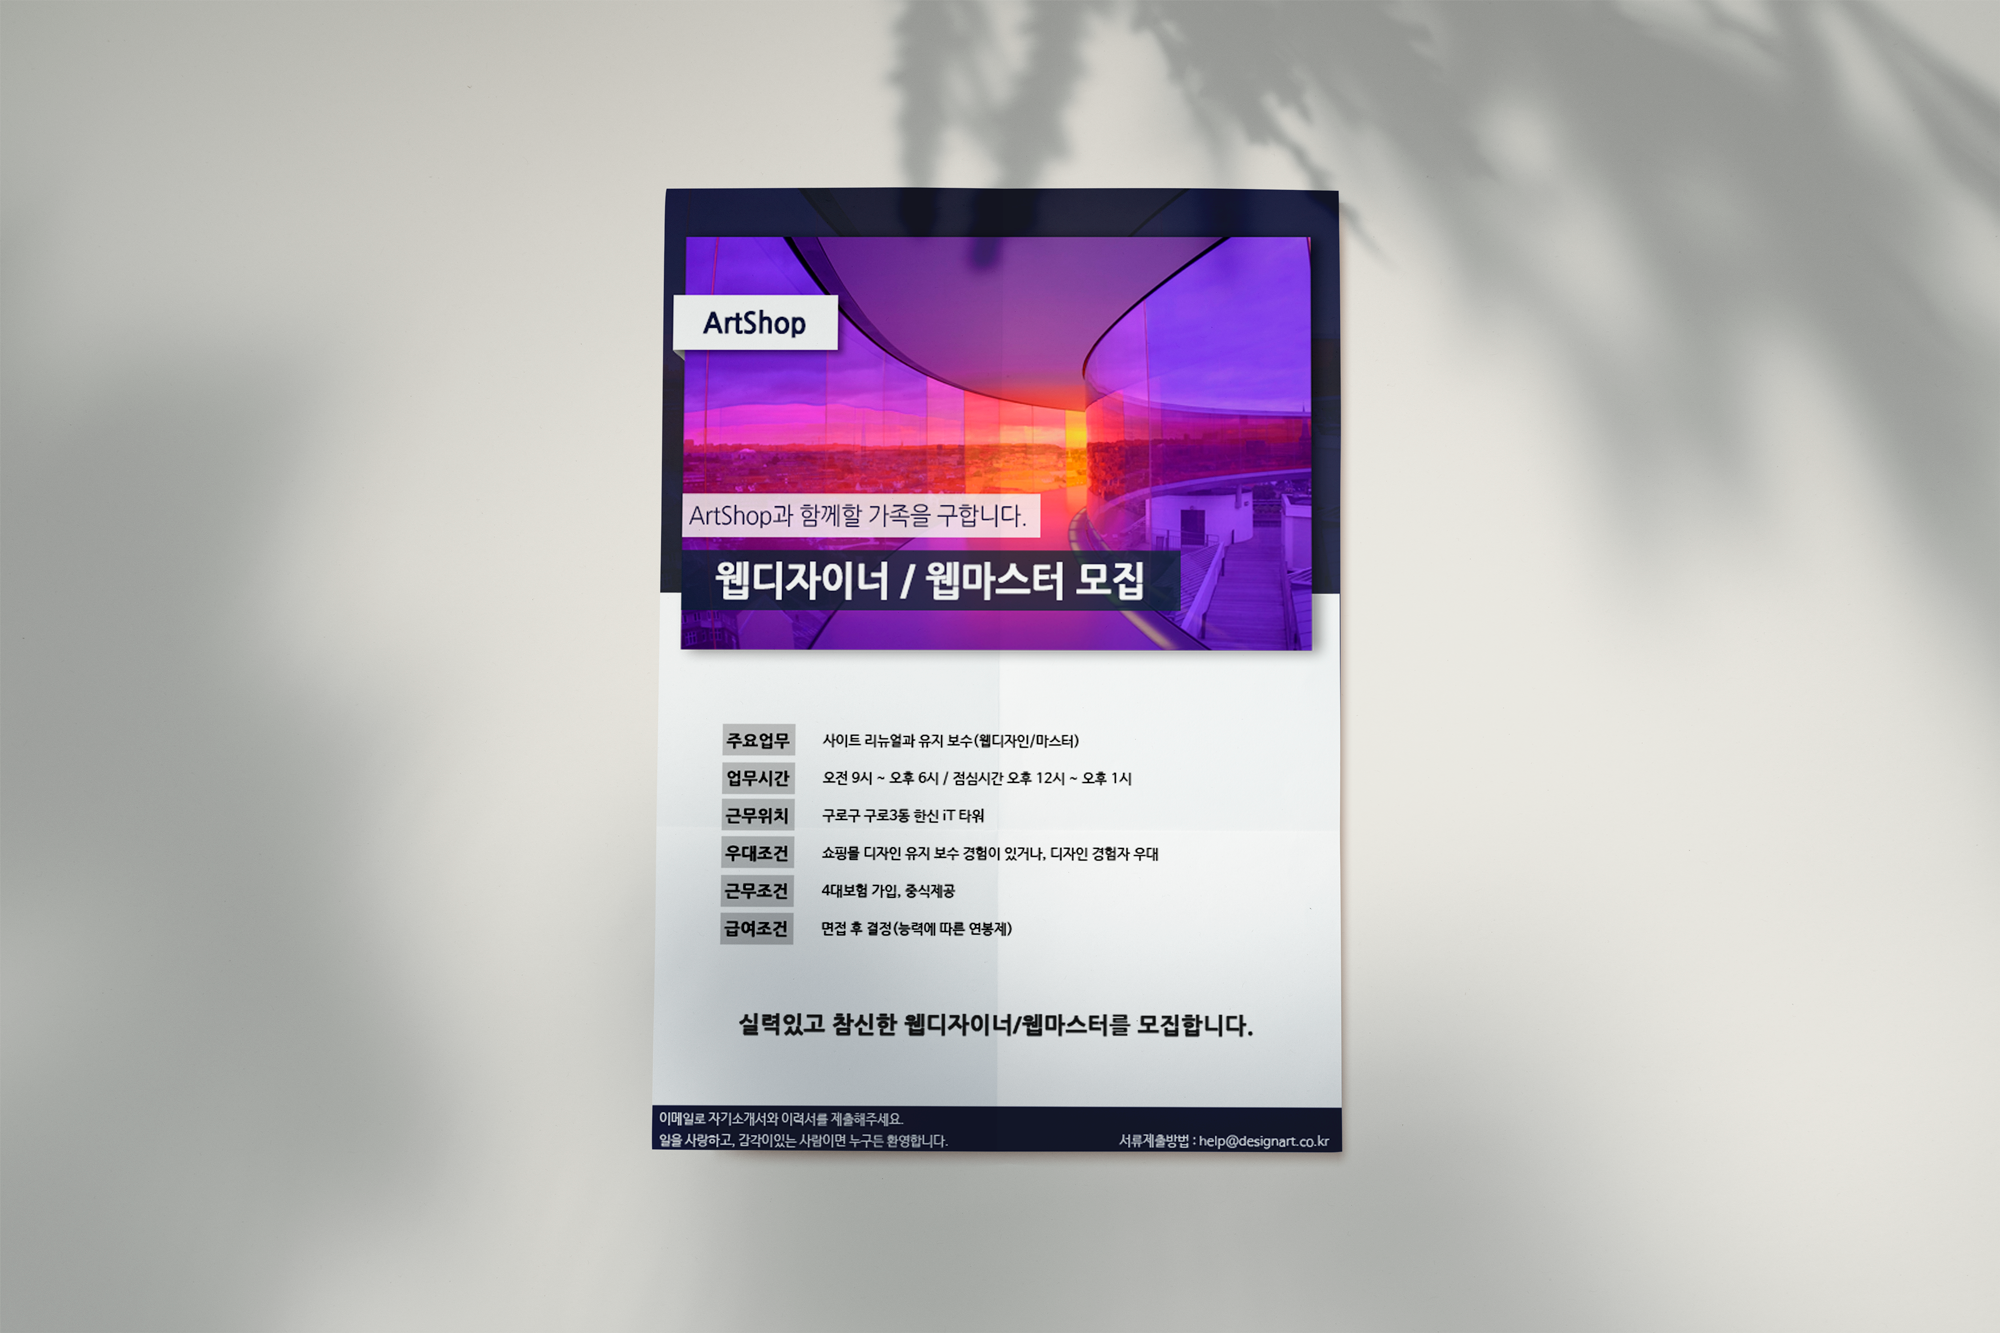 ArtShop
ArtShop과 함께할 가족을 구합니다.
웹디자이너 / 웹마스터 모집
주요업무 사이트 리뉴얼과 유지 보수(웹디자인/마스터)
업무시간 오전 9시 ~ 오후 6시 / 점심시간 오후 12시 ~ 오후 1시
근무위치 구로구 구로3동 한신 iT 타워
우대조건 쇼핑몰 디자인 유지 보수 경험이 있거나, 디자인 경험자 우대
근무조건 4대보험 가입, 중식제공
급여조건 면접 후 결정(능력에 따른 연봉제)
실력있고 참신한 웹디자이너/웹마스터를 모집합니다.
이메일로 자기소개서와 이력서를 제출해주세요.
일을 사랑하고, 감각이있는 사람이면 누구든 환영합니다.
서류제출방법 : help@designart.co.kr